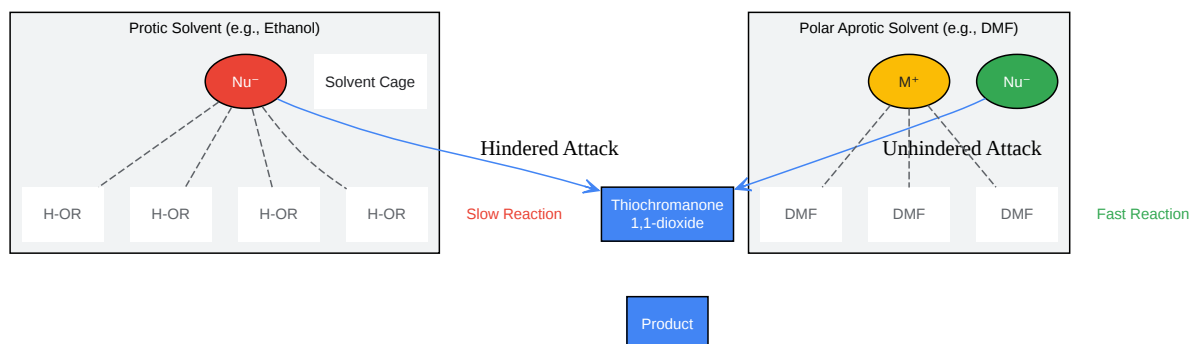 Protic Solvent (e.g., Ethanol)
Nu⁻
Solvent Cage
H-OR
H-OR
H-OR
H-OR
Hindered Attack
Slow Reaction
Thiochromanone
1,1-dioxide
Product
Polar Aprotic Solvent (e.g., DMF)
M⁺
Nu⁻
Unhindered Attack
DMF
DMF
DMF
Fast Reaction